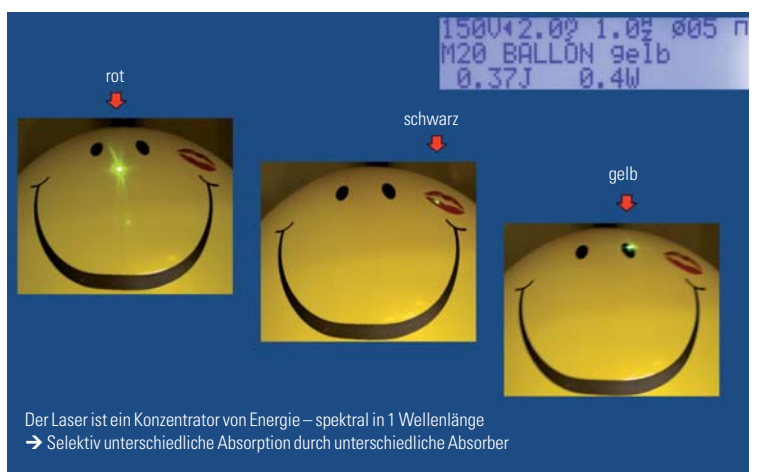 150V 2.0 1.0 ø05
M20 BALLON gelb
0.37J 0.4W
rot
schwarz
gelb
Der Laser ist ein Konzentrator von Energie – spektral in 1 Wellenlänge
➔ Selektiv unterschiedliche Absorption durch unterschiedliche Absorber